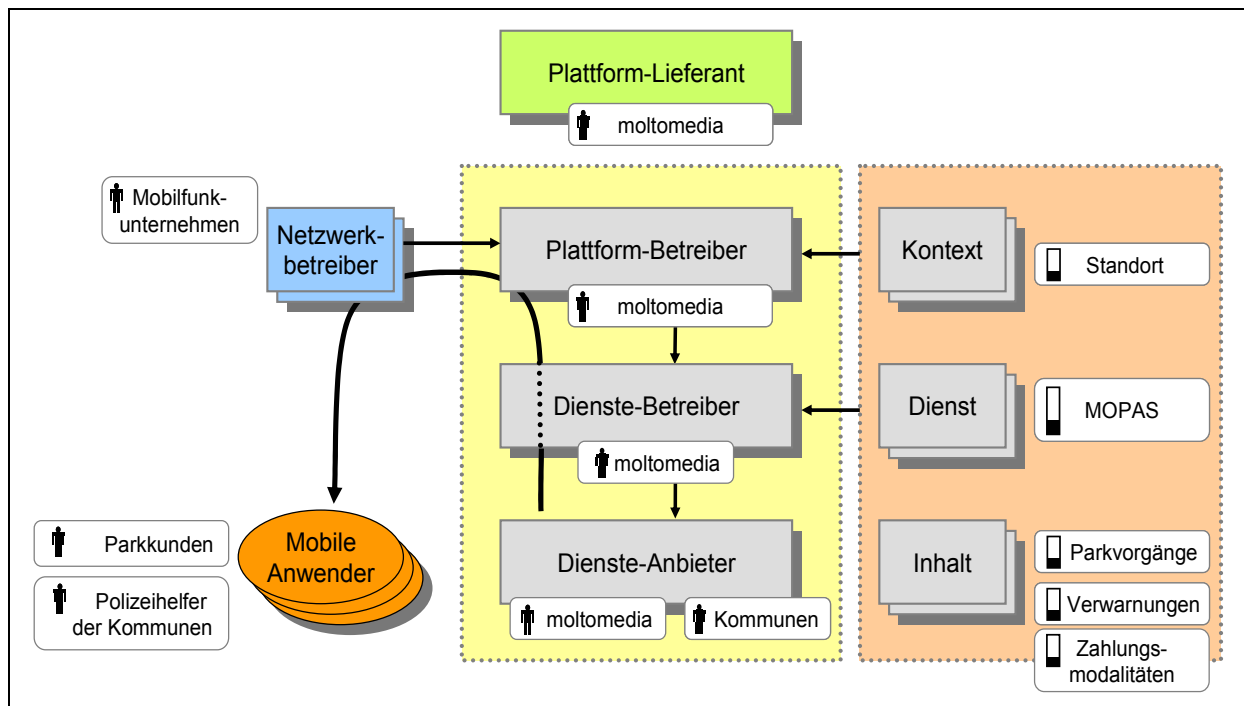 Plattform-Lieferant
moltomedia
Mobilfunk-
unternehmen
Netzwerk-
betreiber
Plattform-Betreiber
moltomedia
Kontext
Standort
Dienste-Betreiber
moltomedia
Dienst
MOPAS
Parkkunden
Polizeihelfer
der Kommunen
Mobile
Anwender
Dienste-Anbieter
moltomedia
Kommunen
Inhalt
Parkvorgänge
Verwarnungen
Zahlungs-
modalitäten